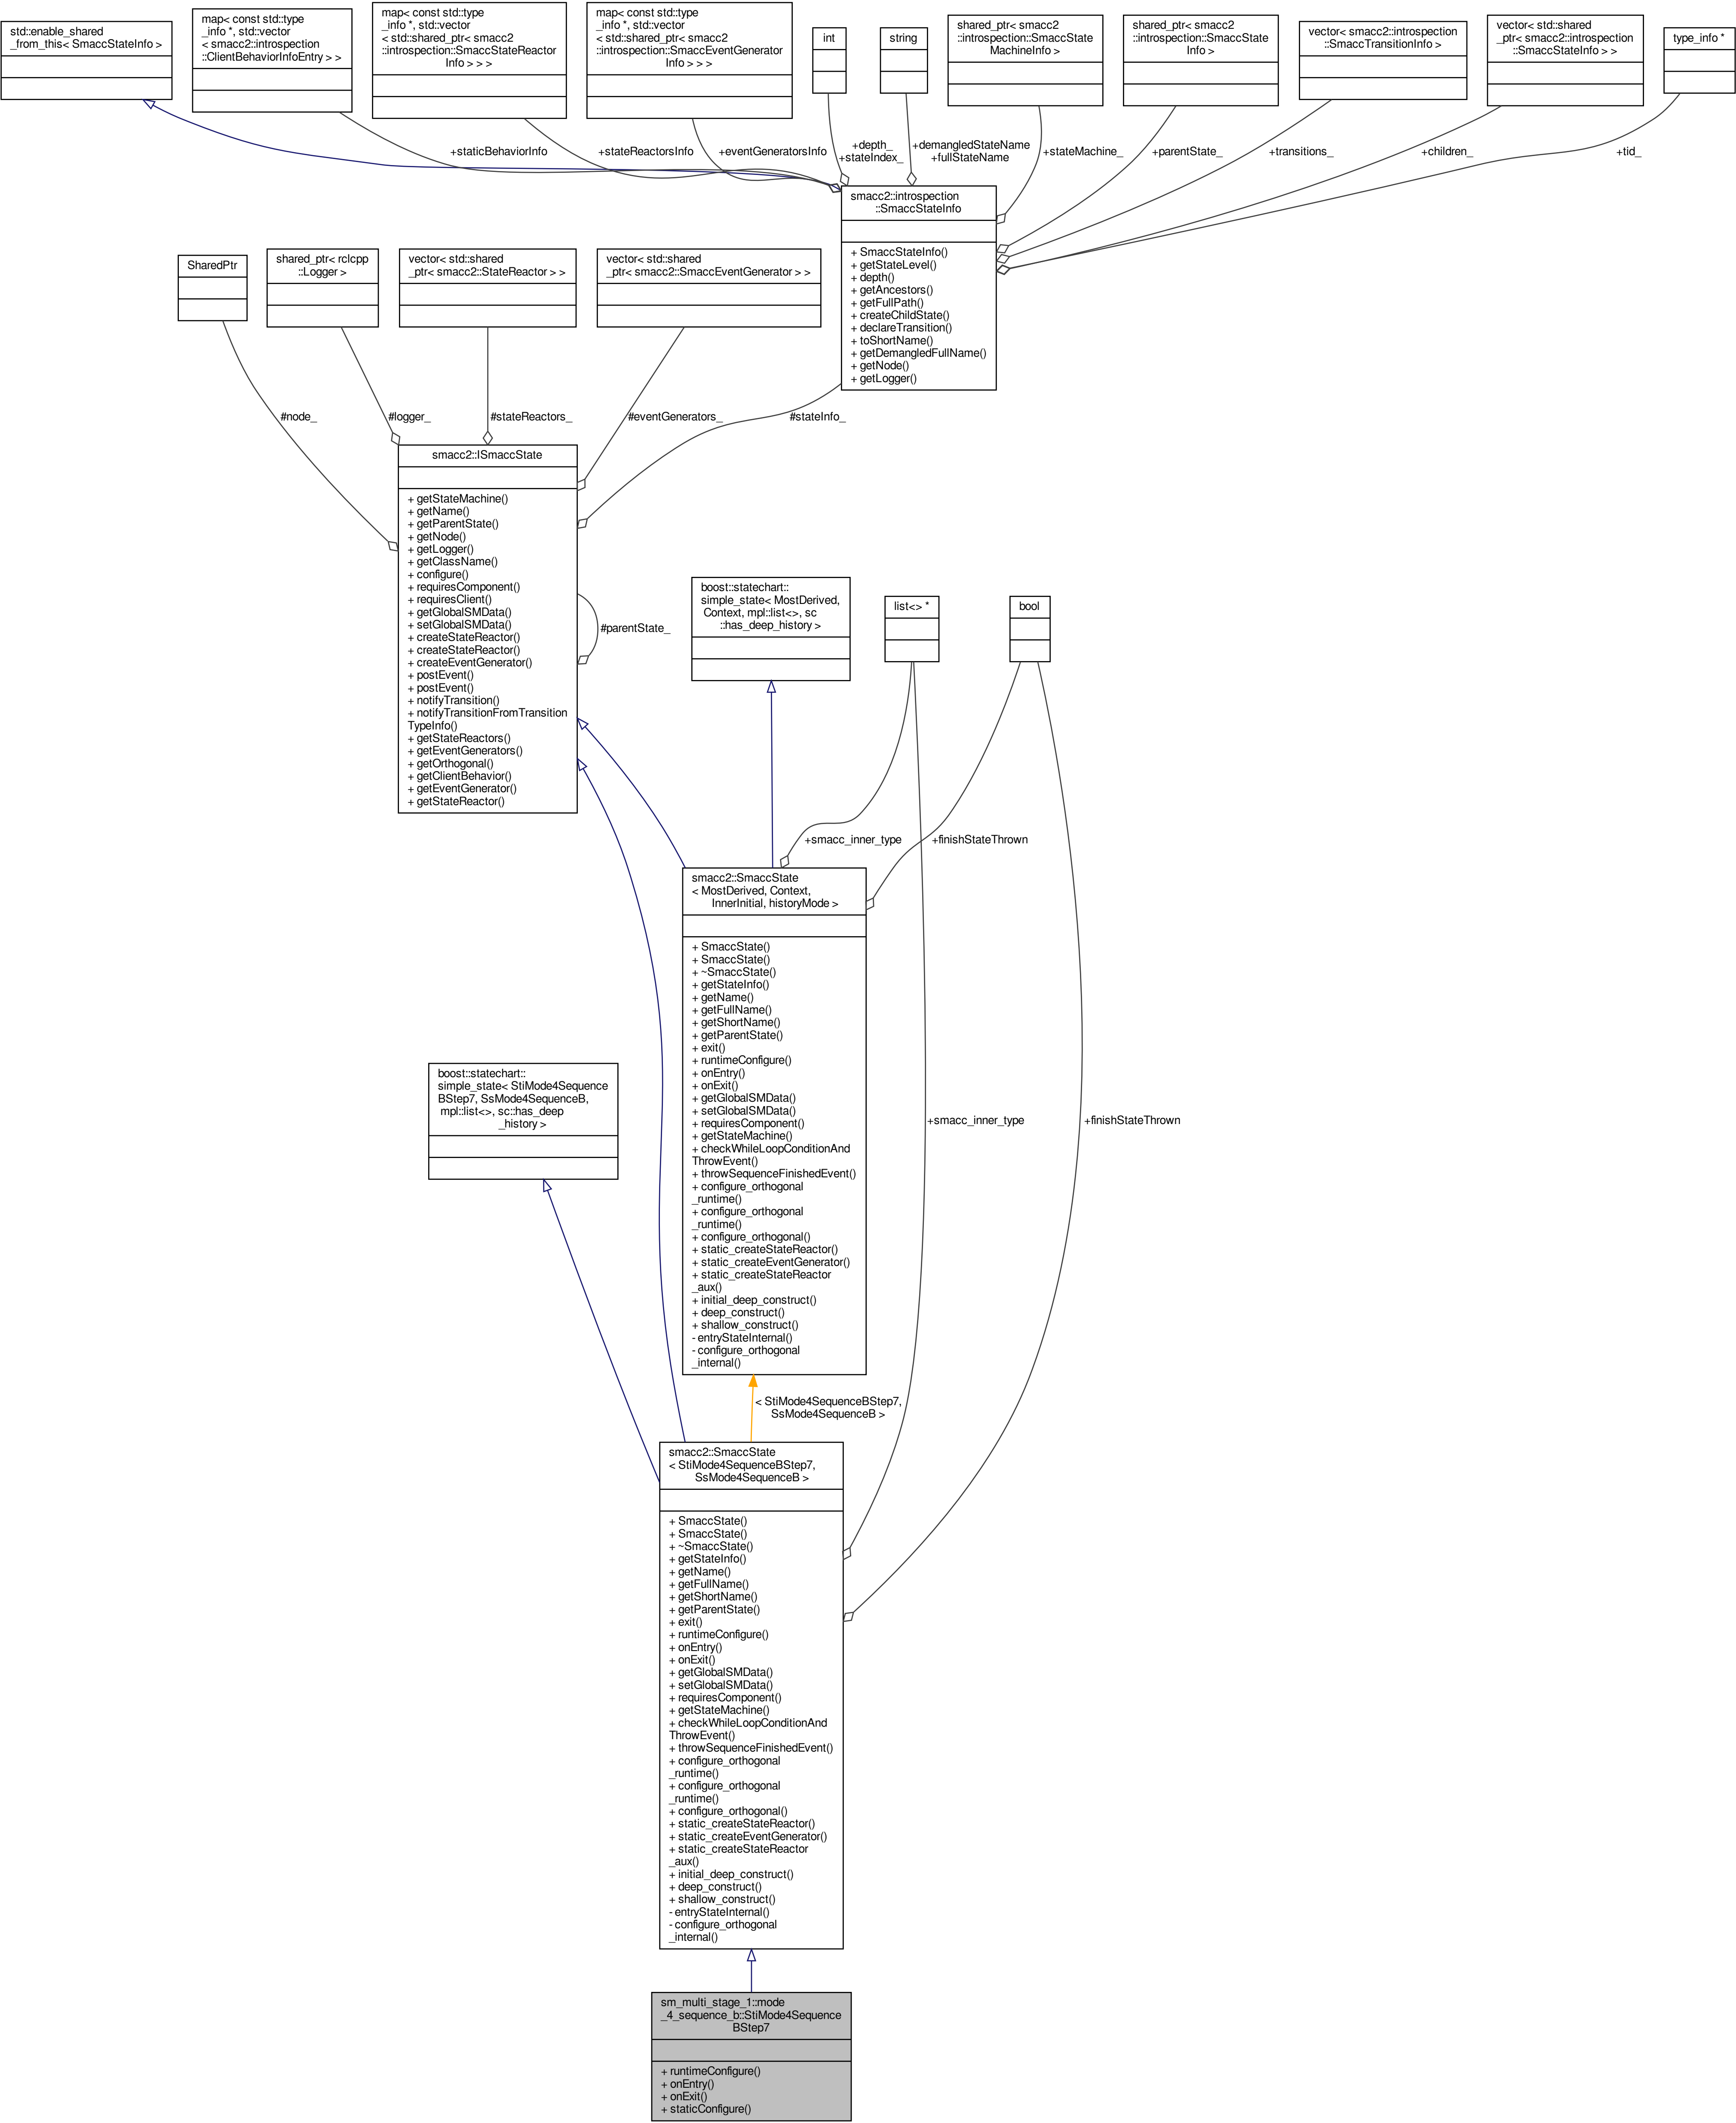 std::enable_shared
_from_this< SmaccStateInfo >
map< const std::type
_info *, std::vector
< smacc2::introspection
::ClientBehaviorInfoEntry > >
map< const std::type
_info *, std::vector
< std::shared_ptr< smacc2
::introspection::SmaccStateReactor
Info > > >
map< const std::type
_info *, std::vector
< std::shared_ptr< smacc2
::introspection::SmaccEventGenerator
Info > > >
int
string
shared_ptr< smacc2
::introspection::SmaccState
MachineInfo >
shared_ptr< smacc2
::introspection::SmaccState
Info >
vector< smacc2::introspection
::SmaccTransitionInfo >
vector< std::shared
_ptr< smacc2::introspection
::SmaccStateInfo > >
type_info *
+staticBehaviorInfo
+stateReactorsInfo
+eventGeneratorsInfo
+depth_
+stateIndex_
+demangledStateName
+fullStateName
+stateMachine_
+parentState_
+transitions_
+children_
+tid_
smacc2::introspection
::SmaccStateInfo
+ SmaccStateInfo()
+ getStateLevel()
+ depth()
+ getAncestors()
+ getFullPath()
+ createChildState()
+ declareTransition()
+ toShortName()
+ getDemangledFullName()
+ getNode()
+ getLogger()
SharedPtr
shared_ptr< rclcpp
::Logger >
vector< std::shared
_ptr< smacc2::StateReactor > >
vector< std::shared
_ptr< smacc2::SmaccEventGenerator > >
#node_
#logger_
#stateReactors_
#eventGenerators_
#stateInfo_
smacc2::ISmaccState
+ getStateMachine()
+ getName()
+ getParentState()
+ getNode()
+ getLogger()
+ getClassName()
+ configure()
+ requiresComponent()
+ requiresClient()
+ getGlobalSMData()
+ setGlobalSMData()
+ createStateReactor()
+ createStateReactor()
+ createEventGenerator()
+ postEvent()
+ postEvent()
+ notifyTransition()
+ notifyTransitionFromTransition
TypeInfo()
+ getStateReactors()
+ getEventGenerators()
+ getOrthogonal()
+ getClientBehavior()
+ getEventGenerator()
+ getStateReactor()
#parentState_
boost::statechart::
simple_state< MostDerived,
Context, mpl::list<>, sc
::has_deep_history >
list<> *
bool
+smacc_inner_type
+finishStateThrown
smacc2::SmaccState
< MostDerived, Context,
InnerInitial, historyMode >
+ SmaccState()
+ SmaccState()
+ ~SmaccState()
+ getStateInfo()
+ getName()
+ getFullName()
+ getShortName()
+ getParentState()
+ exit()
+ runtimeConfigure()
+ onEntry()
+ onExit()
+ getGlobalSMData()
+ setGlobalSMData()
+ requiresComponent()
+ getStateMachine()
+ checkWhileLoopConditionAnd
ThrowEvent()
+ throwSequenceFinishedEvent()
+ configure_orthogonal
_runtime()
+ configure_orthogonal
_runtime()
+ configure_orthogonal()
+ static_createStateReactor()
+ static_createEventGenerator()
+ static_createStateReactor
_aux()
+ initial_deep_construct()
+ deep_construct()
+ shallow_construct()
- entryStateInternal()
- configure_orthogonal
_internal()
boost::statechart::
simple_state< StiMode4Sequence
BStep7, SsMode4SequenceB,
mpl::list<>, sc::has_deep
_history >
+smacc_inner_type
+finishStateThrown
< StiMode4SequenceBStep7,
SsMode4SequenceB >
smacc2::SmaccState
< StiMode4SequenceBStep7,
SsMode4SequenceB >
+ SmaccState()
+ SmaccState()
+ ~SmaccState()
+ getStateInfo()
+ getName()
+ getFullName()
+ getShortName()
+ getParentState()
+ exit()
+ runtimeConfigure()
+ onEntry()
+ onExit()
+ getGlobalSMData()
+ setGlobalSMData()
+ requiresComponent()
+ getStateMachine()
+ checkWhileLoopConditionAnd
ThrowEvent()
+ throwSequenceFinishedEvent()
+ configure_orthogonal
_runtime()
+ configure_orthogonal
_runtime()
+ configure_orthogonal()
+ static_createStateReactor()
+ static_createEventGenerator()
+ static_createStateReactor
_aux()
+ initial_deep_construct()
+ deep_construct()
+ shallow_construct()
- entryStateInternal()
- configure_orthogonal
_internal()
sm_multi_stage_1::mode
_4_sequence_b::StiMode4Sequence
BStep7
+ runtimeConfigure()
+ onEntry()
+ onExit()
+ staticConfigure()